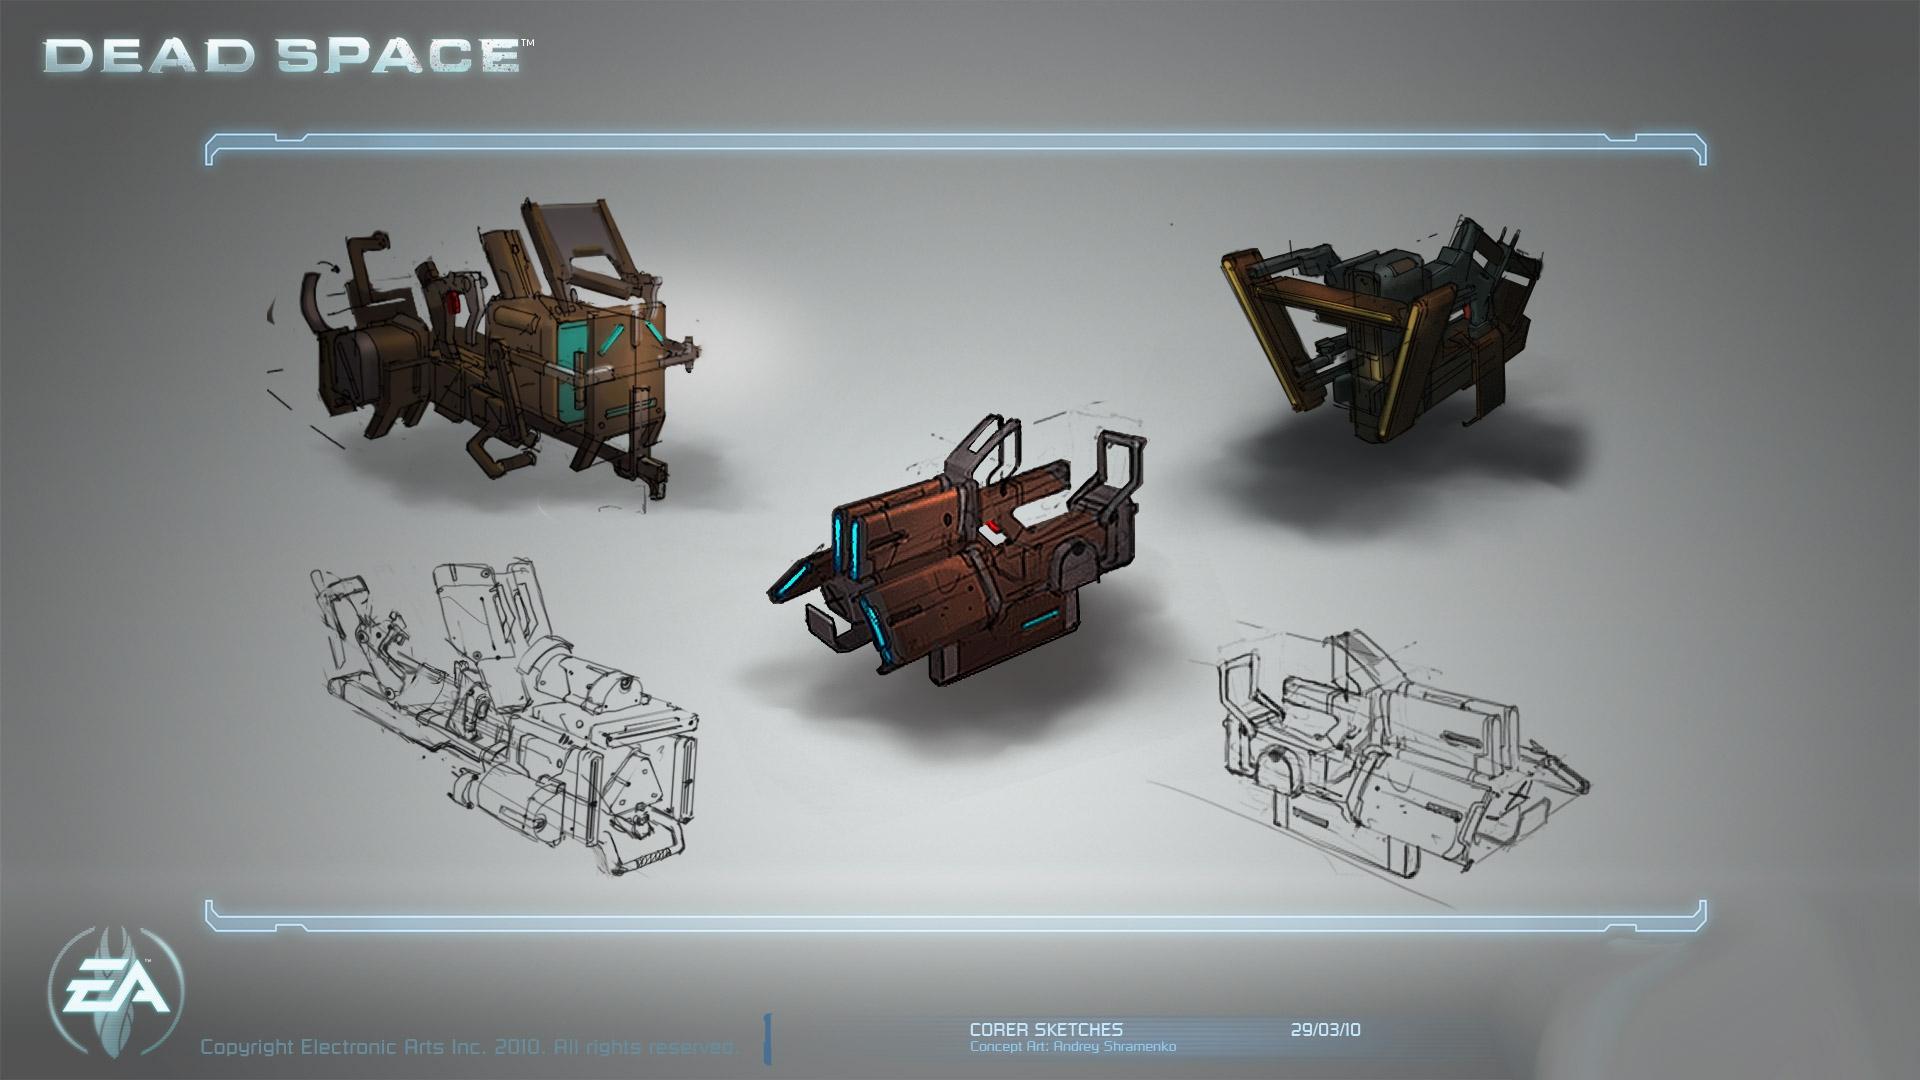 DEAD SPACE™
EA™
CORER SKETCHES 29/03/10
Concept Art: Andrey Shramenko
Copyright Electronic Arts Inc. 2010. All rights reserved.